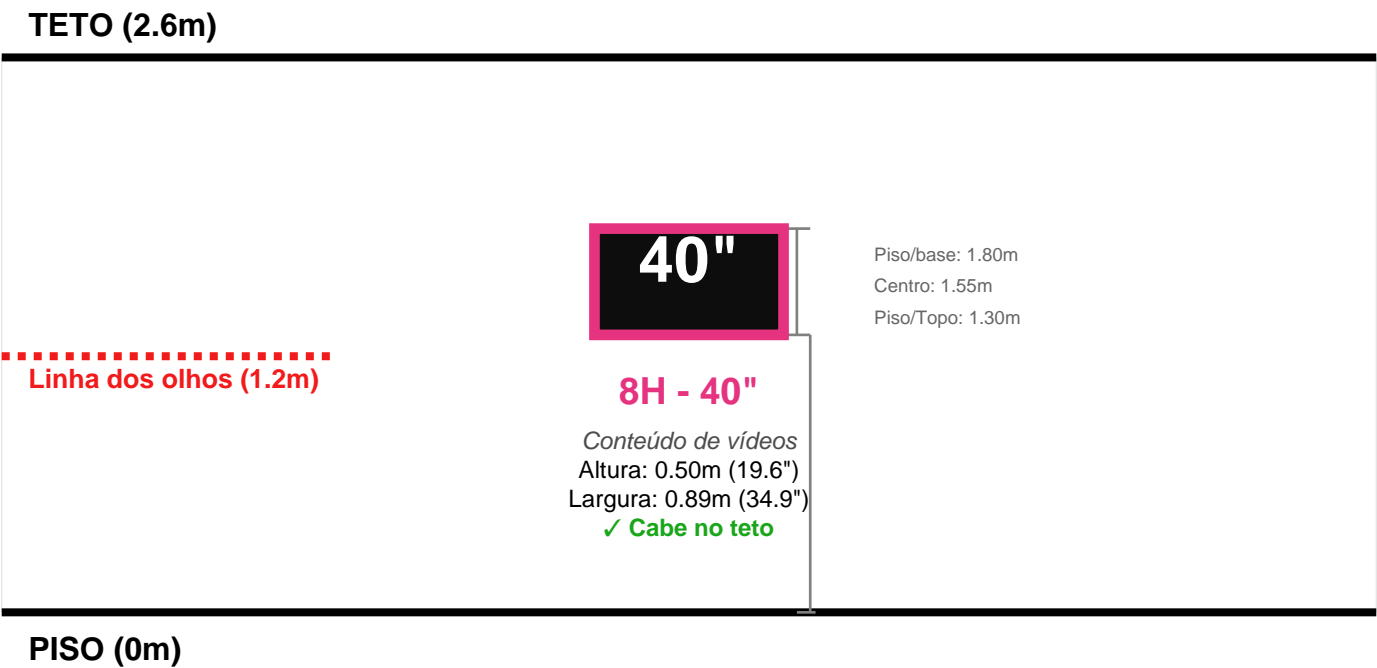 TETO (2.6m)
40"
Piso/base: 1.80m
Centro: 1.55m
Piso/Topo: 1.30m
Linha dos olhos (1.2m)
8H - 40"
Conteúdo de vídeos
Altura: 0.50m (19.6")
Largura: 0.89m (34.9")
✓ Cabe no teto
PISO (0m)